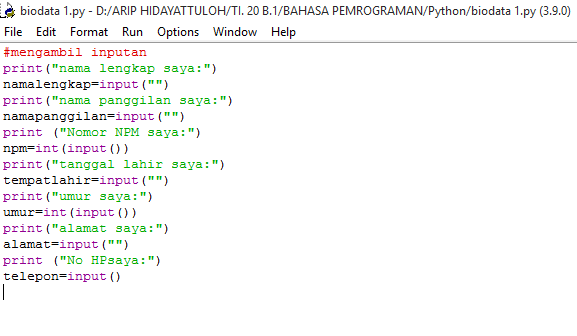 biodata 1.py - D:/ARIP HIDAYATTULOH/TI. 20 B.1/BAHASA PEMROGRAMAN/Python/biodata 1.py (3.9.0)
File Edit Format Run Options Window Help
#mengambil inputan
print("nama lengkap saya:")
namalengkap=input("")
print("nama panggilan saya:")
namapanggilan=input("")
print ("Nomor NPM saya:")
npm=int(input())
print("tanggal lahir saya:")
tempatlahir=input("")
print("umur saya:")
umur=int(input())
print("alamat saya:")
alamat=input("")
print ("No HPsaya:")
telepon=input()